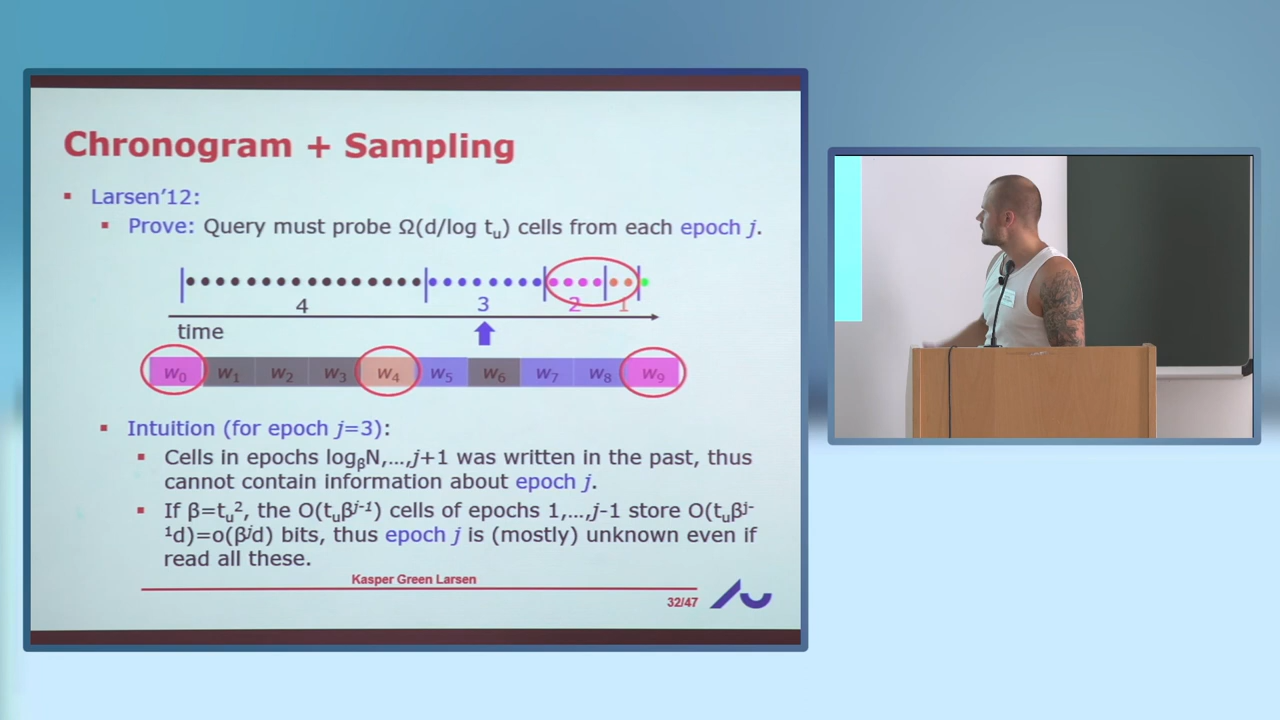 Chronogram + Sampling
Larsen'12:
Prove: Query must probe Ω(d/log tᵤ) cells from each epoch j.
4 3 2 1
time
w₀ w₁ w₂ w₃ w₄ w₅ w₆ w₇ w₈ w₉
Intuition (for epoch j=3):
Cells in epochs logᵦN,...,j+1 was written in the past, thus
cannot contain information about epoch j.
If β=tᵤ², the O(tᵤβʲ⁻¹) cells of epochs 1,...,j-1 store O(tᵤβʲ⁻
¹d)=o(βʲd) bits, thus epoch j is (mostly) unknown even if
read all these.
Kasper Green Larsen
32/47